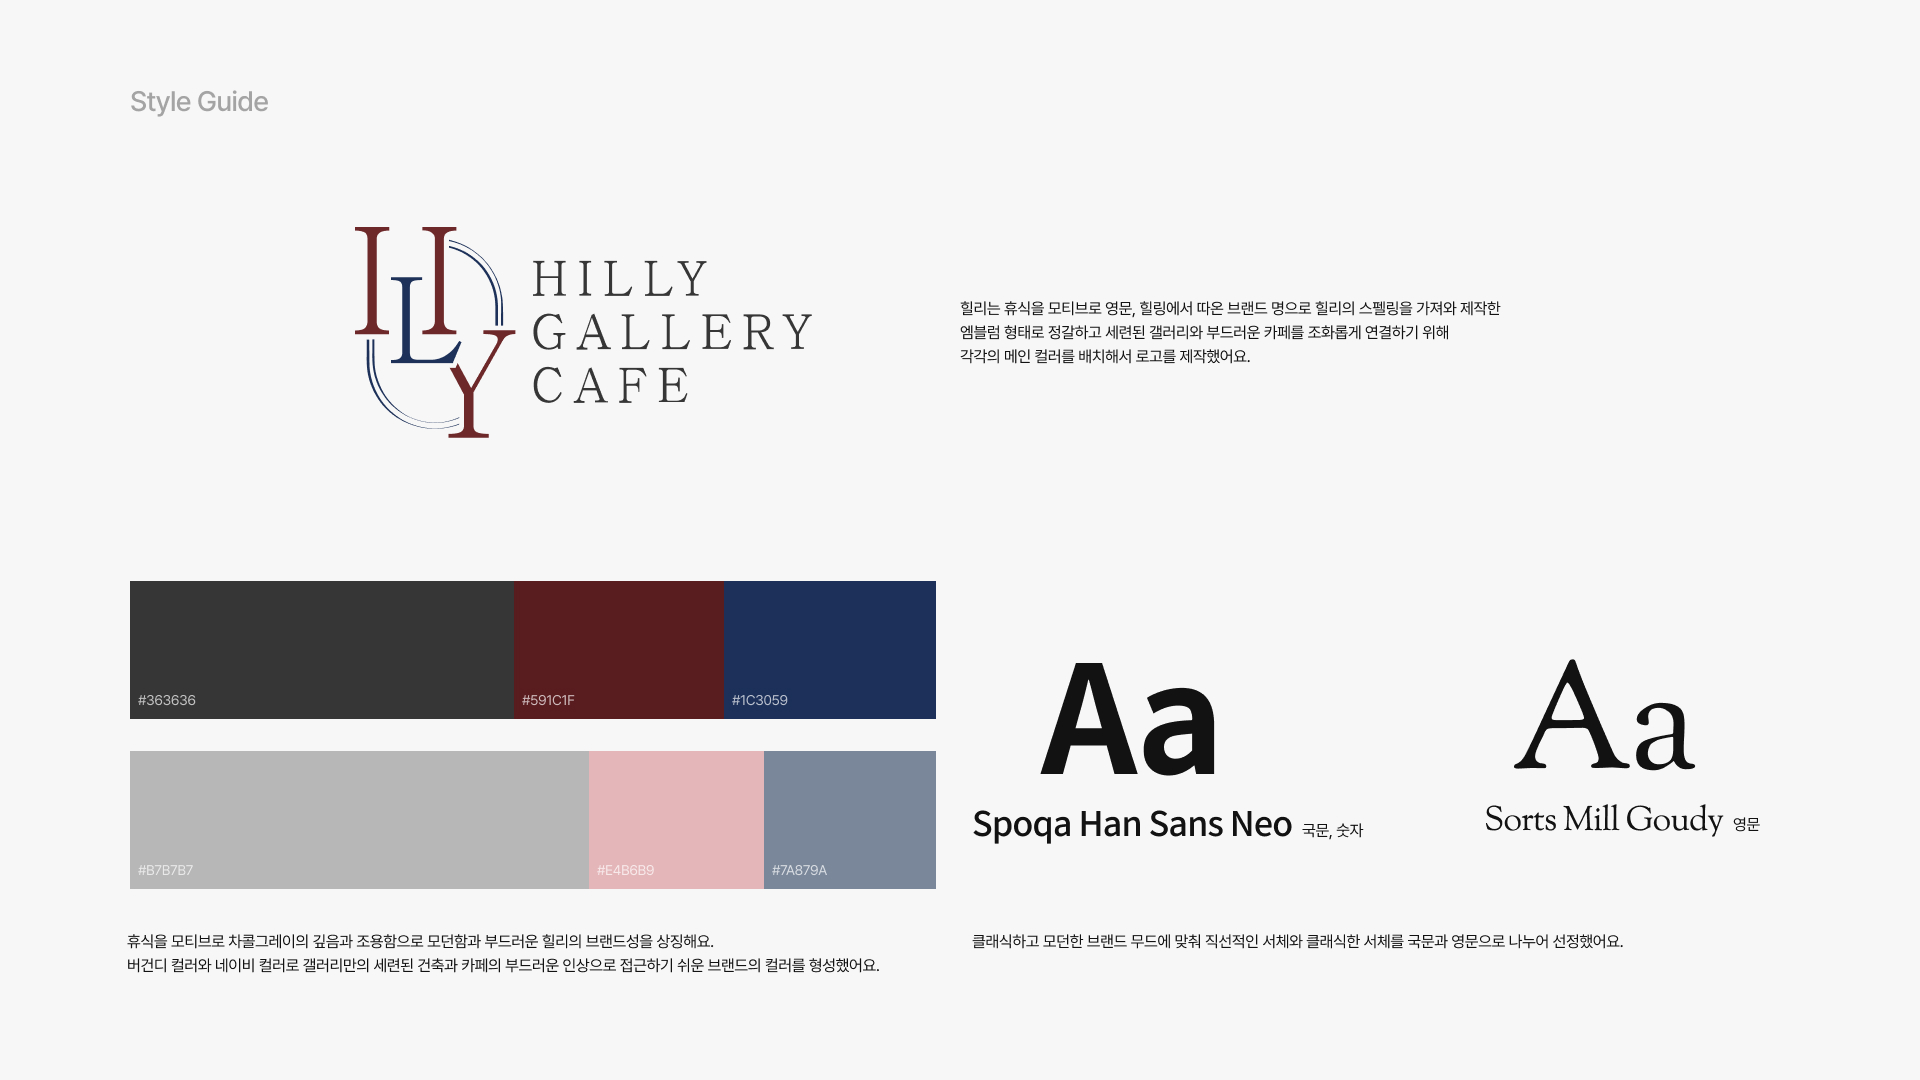 Style Guide
HLY
HILLY
GALLERY
CAFE
힐리는 휴식을 모티브로 영문, 힐링에서 따온 브랜드 명으로 힐리의 스펠링을 가져와 제작한
엠블럼 형태로 정갈하고 세련된 갤러리와 부드러운 카페를 조화롭게 연결하기 위해
각각의 메인 컬러를 배치해서 로고를 제작했어요.
#363636
#591C1F
#1C3059
#B7B7B7
#E4B6B9
#7A879A
휴식을 모티브로 차콜그레이의 깊음과 조용함으로 모던함과 부드러운 힐리의 브랜드성을 상징해요.
버건디 컬러와 네이비 컬러로 갤러리만의 세련된 건축과 카페의 부드러운 인상으로 접근하기 쉬운 브랜드의 컬러를 형성했어요.
Aa
Spoqa Han Sans Neo 국문, 숫자
Aa
Sorts Mill Goudy 영문
클래식하고 모던한 브랜드 무드에 맞춰 직선적인 서체와 클래식한 서체를 국문과 영문으로 나누어 선정했어요.